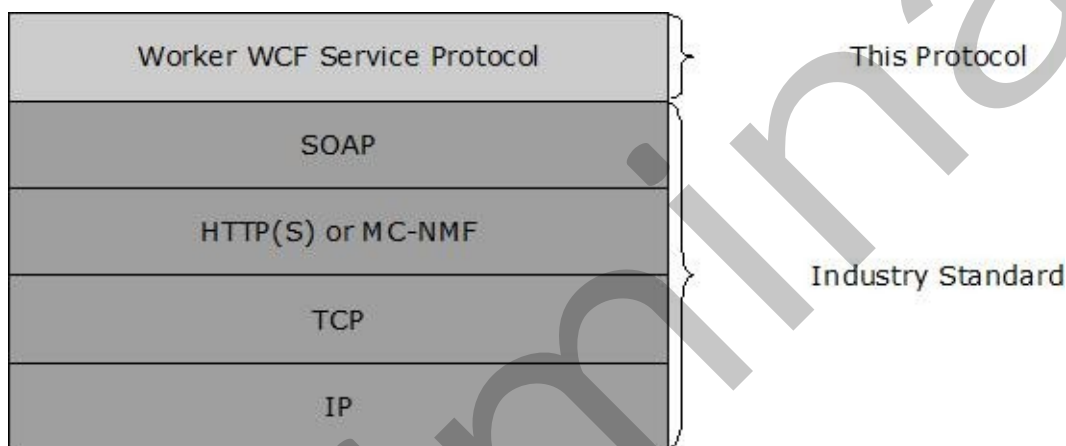 Worker WCF Service Protocol
This Protocol
SOAP
HTTP(S) or MC-NMF
Industry Standard
TCP
IP